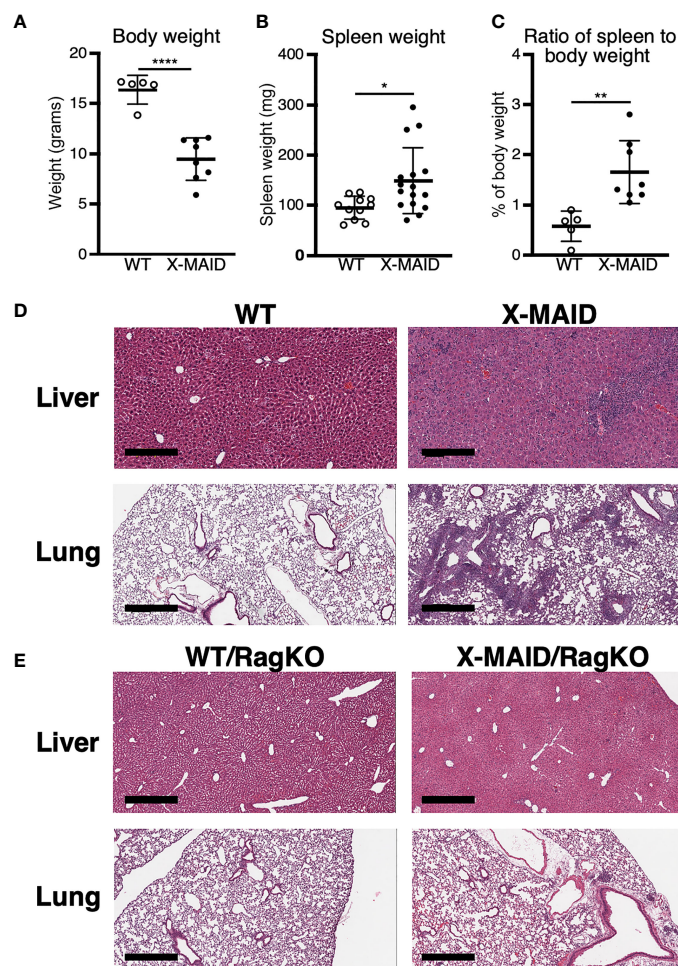 A
Body weight
****
Weight (grams)
20
15
10
5
0
WT
X-MAID
B
Spleen weight
*
Spleen weight (mg)
400
300
200
100
0
WT
X-MAID
C
Ratio of spleen to
body weight
**
% of body weight
4
3
2
1
0
WT
X-MAID
D
WT
X-MAID
Liver
Lung
E
WT/RagKO
X-MAID/RagKO
Liver
Lung